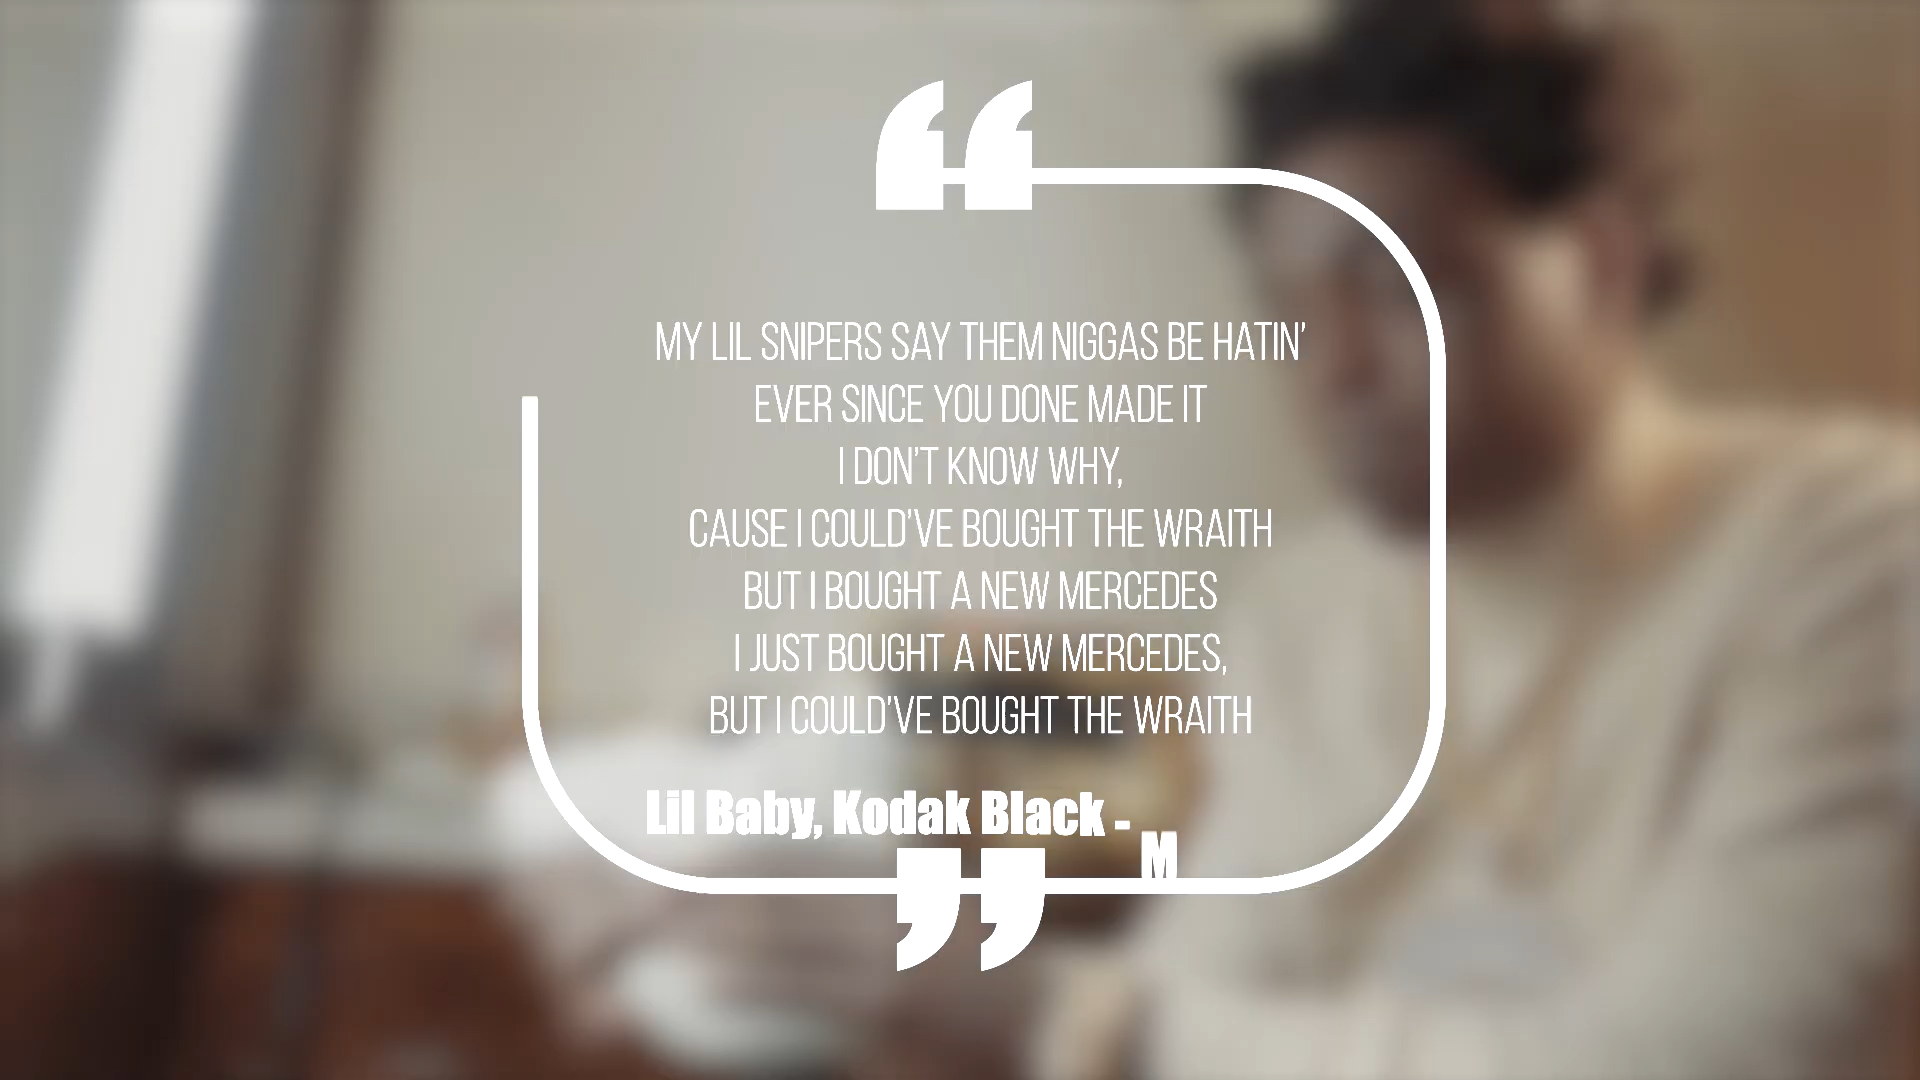 MY LIL SNIPERS SAY THEM NIGGAS BE HATIN’
EVER SINCE YOU DONE MADE IT
I DON’T KNOW WHY,
CAUSE I COULD’VE BOUGHT THE WRAITH
BUT I BOUGHT A NEW MERCEDES
I JUST BOUGHT A NEW MERCEDES,
BUT I COULD’VE BOUGHT THE WRAITH
Lil Baby, Kodak Black - M